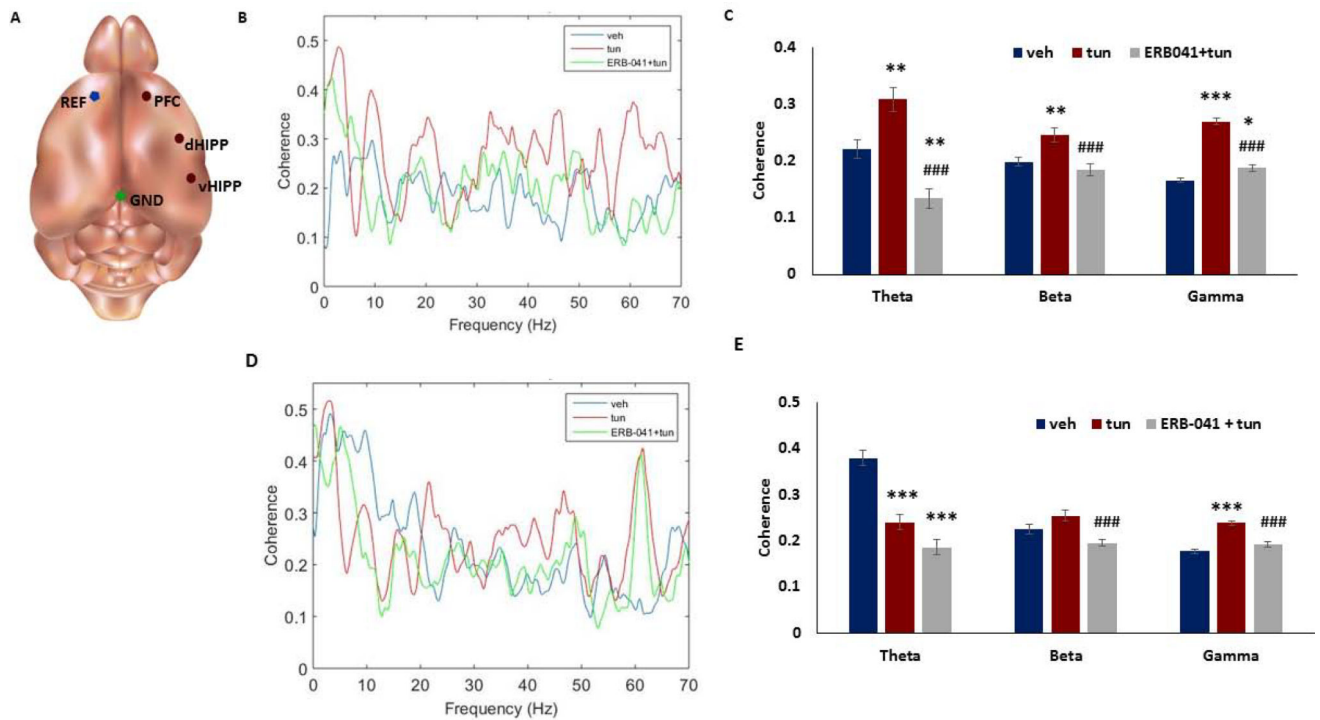 A
REF
PFC
dHIPP
vHIPP
GND
B
veh
tun
ERB-041+tun
0.5
0.4
0.3
0.2
0.1
0
Coherence
0 10 20 30 40 50 60 70
Frequency (Hz)
C
veh tun ERB041+tun
0.4
0.3
0.2
0.1
0
Coherence
** ** ###
** ###
*** * ###
Theta Beta Gamma
D
veh
tun
ERB-041+tun
0.5
0.4
0.3
0.2
0.1
0
Coherence
0 10 20 30 40 50 60 70
Frequency (Hz)
E
veh tun ERB-041 + tun
0.5
0.4
0.3
0.2
0.1
0
Coherence
*** ***
###
*** ###
Theta Beta Gamma